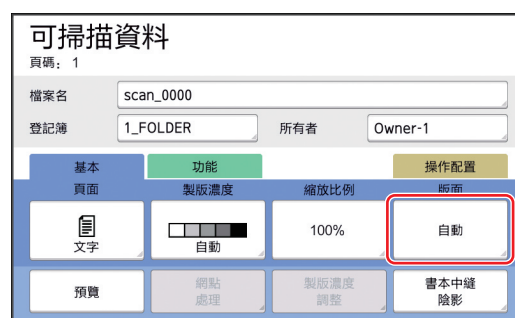 可掃描資料
頁碼： 1
檔案名 scan_0000
登記簿 1_FOLDER 所有者 Owner-1
基本 功能 操作配置
頁面 製版濃度 縮放比例 版面
文字 自動 100% 自動
預覽 網點處理 製版濃度調整 書本中縫陰影